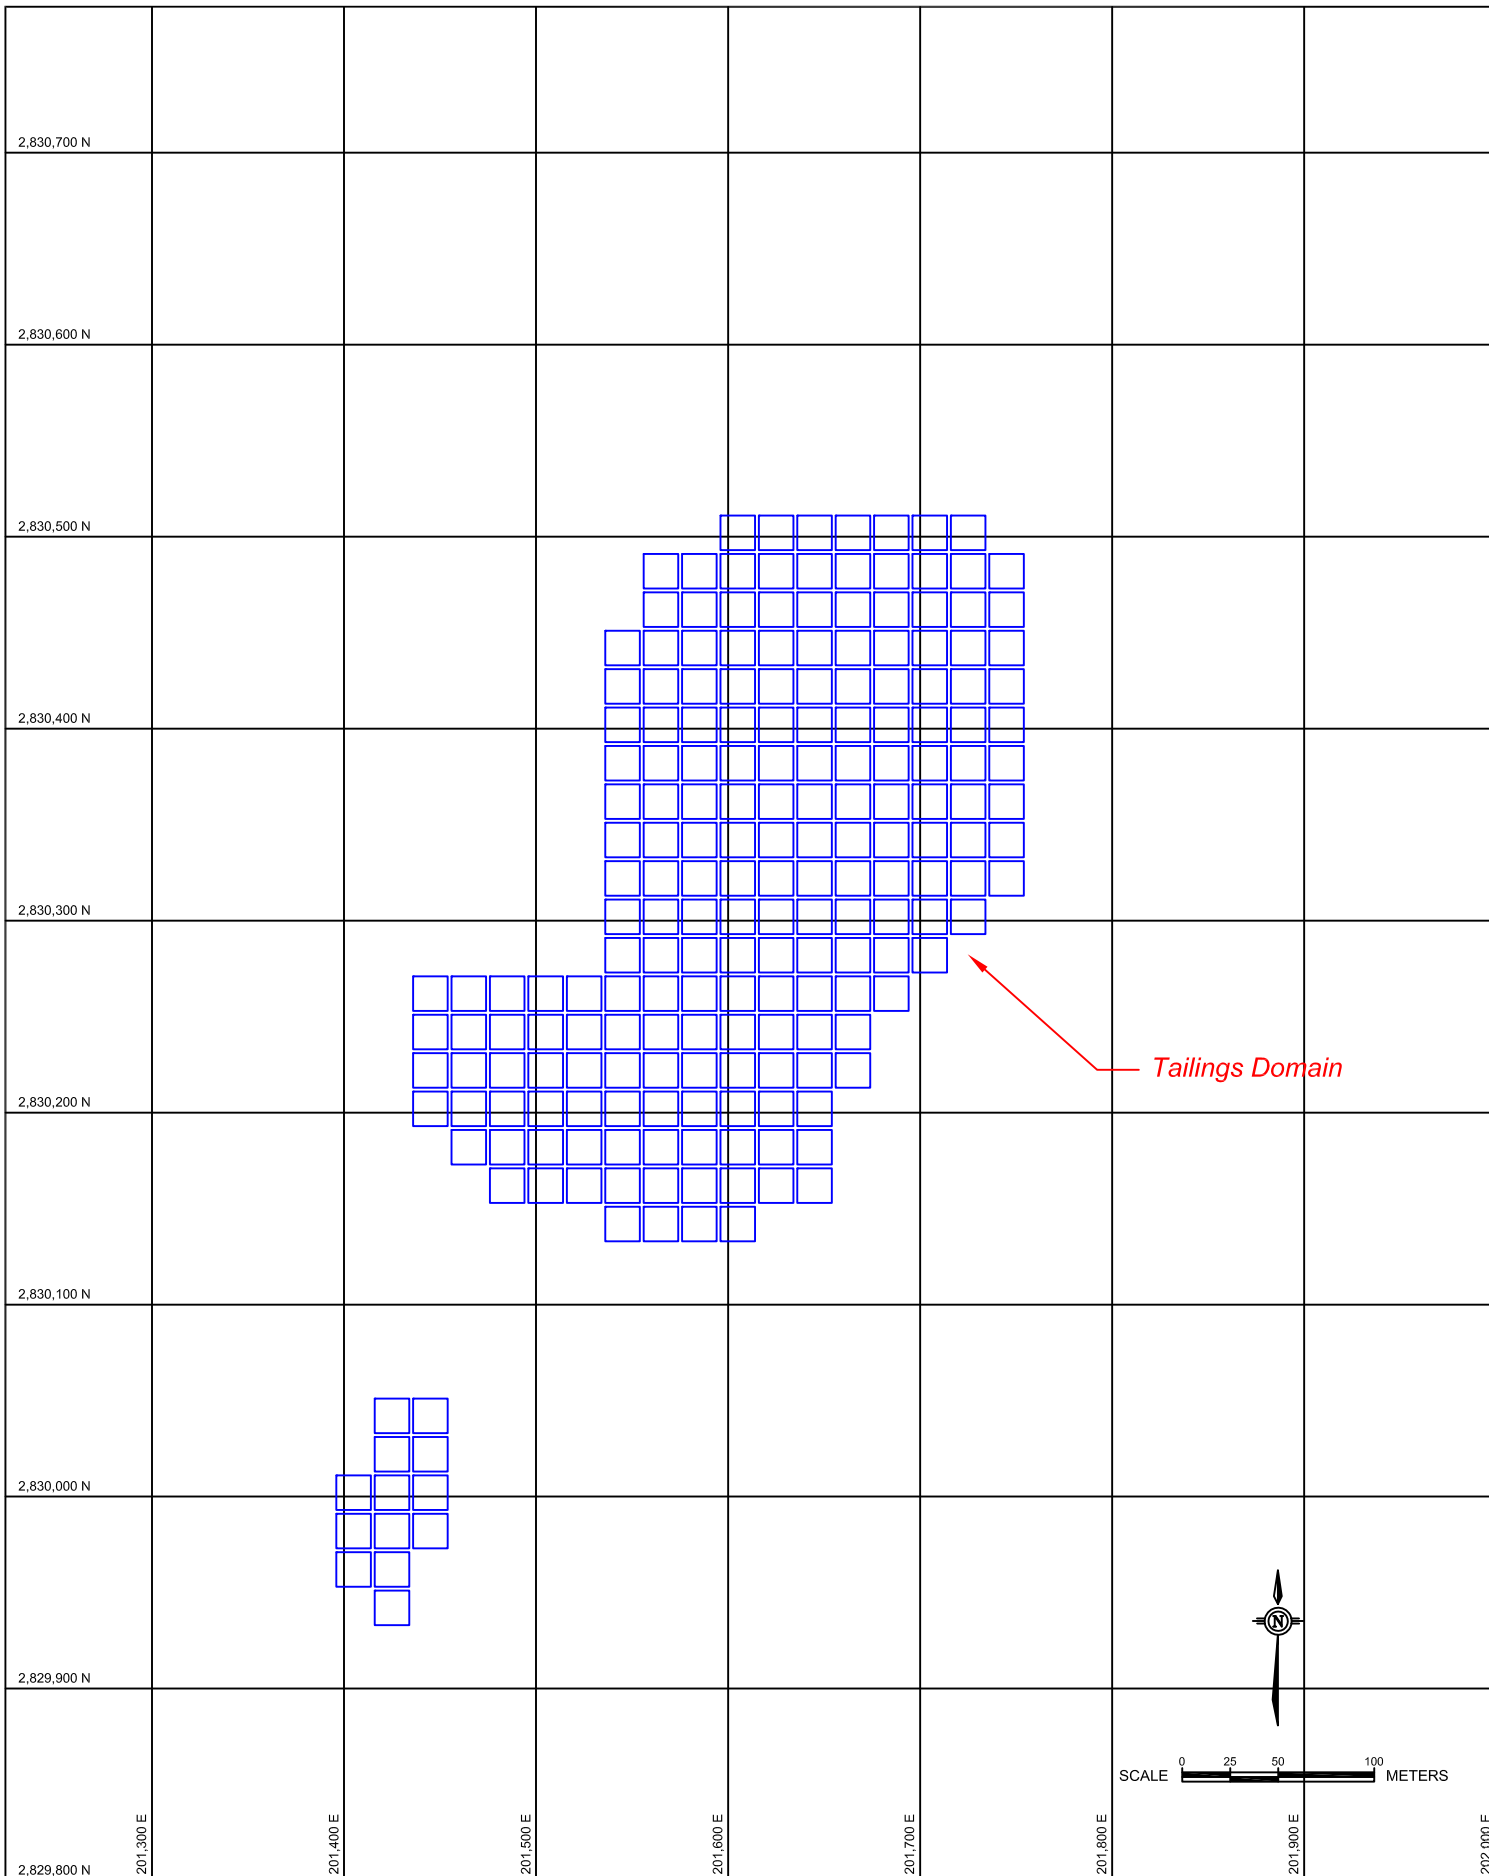 2,830,700 N
2,830,600 N
2,830,500 N
2,830,400 N
2,830,300 N
Tailings Domain
2,830,200 N
2,830,100 N
2,830,000 N
N
2,829,900 N
0 25 50 100
SCALE METERS
201,300 E
201,400 E
201,500 E
201,600 E
201,700 E
201,800 E
201,900 E
202,000 E
2,829,800 N